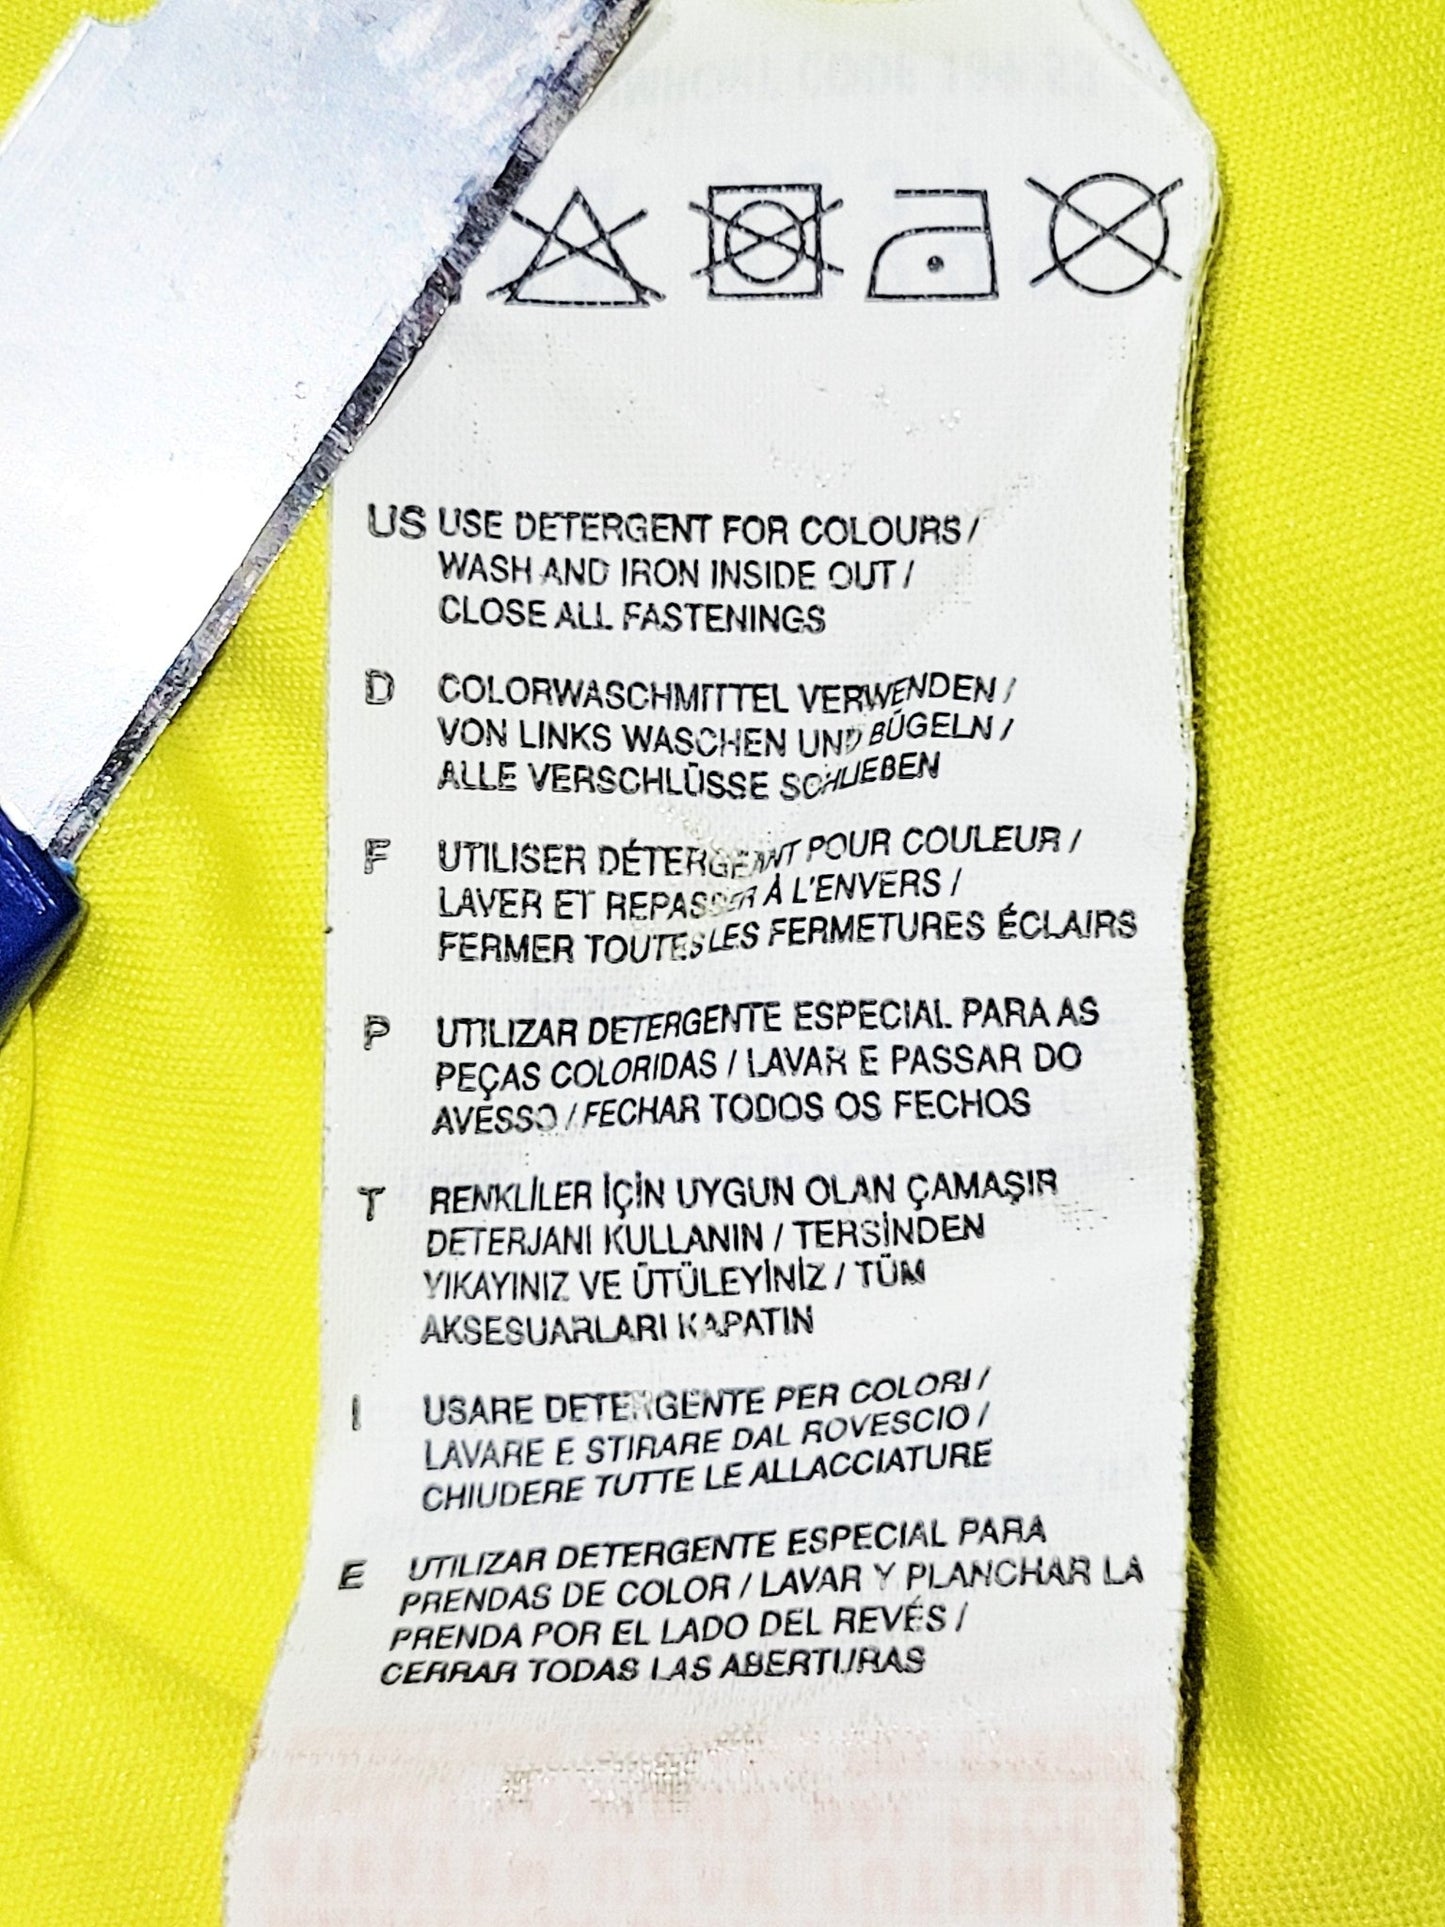 US USE DETERGENT FOR COLOURS /
WASH AND IRON INSIDE OUT /
CLOSE ALL FASTENINGS
D COLORWASCHMITTEL VERWENDEN /
VON LINKS WASCHEN UND BÜGELN /
ALLE VERSCHLÜSSE SCHLIEBEN
F UTILISER DÉTERGEANT POUR COULEUR /
LAVER ET REPASSER À L'ENVERS /
FERMER TOUTES LES FERMETURES ÉCLAIRS
P UTILIZAR DETERGENTE ESPECIAL PARA AS
PEÇAS COLORIDAS / LAVAR E PASSAR DO
AVESSO / FECHAR TODOS OS FECHOS
T RENKLİLER İÇİN UYGUN OLAN ÇAMAŞIR
DETERJANI KULLANIN / TERSİNDEN
YIKAYINIZ VE ÜTÜLEYİNİZ / TÜM
AKSESUARLARI KAPATIN
I USARE DETERGENTE PER COLORI /
LAVARE E STIRARE DAL ROVESCIO /
CHIUDERE TUTTE LE ALLACCIATURE
E UTILIZAR DETERGENTE ESPECIAL PARA
PRENDAS DE COLOR / LAVAR Y PLANCHAR LA
PRENDA POR EL LADO DEL REVÉS /
CERRAR TODAS LAS ABERTURAS